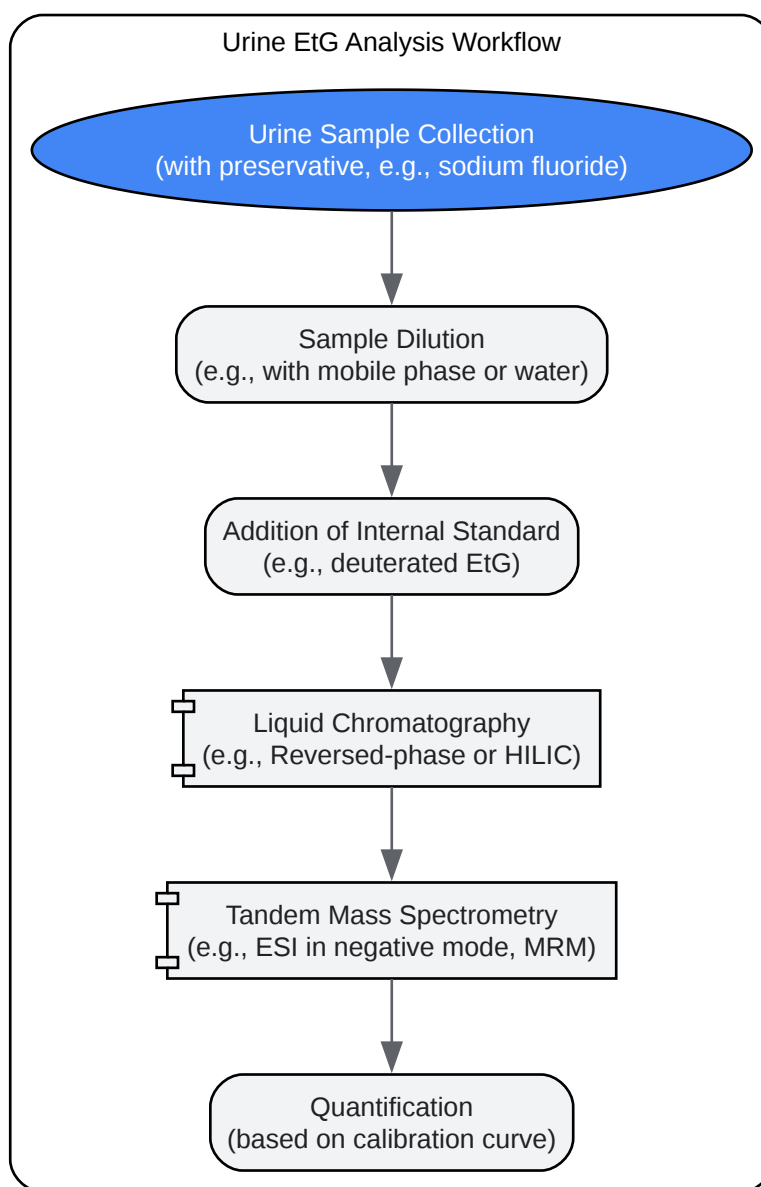 Urine EtG Analysis Workflow
Urine Sample Collection
(with preservative, e.g., sodium fluoride)
Sample Dilution
(e.g., with mobile phase or water)
Addition of Internal Standard
(e.g., deuterated EtG)
Liquid Chromatography
(e.g., Reversed-phase or HILIC)
Tandem Mass Spectrometry
(e.g., ESI in negative mode, MRM)
Quantification
(based on calibration curve)